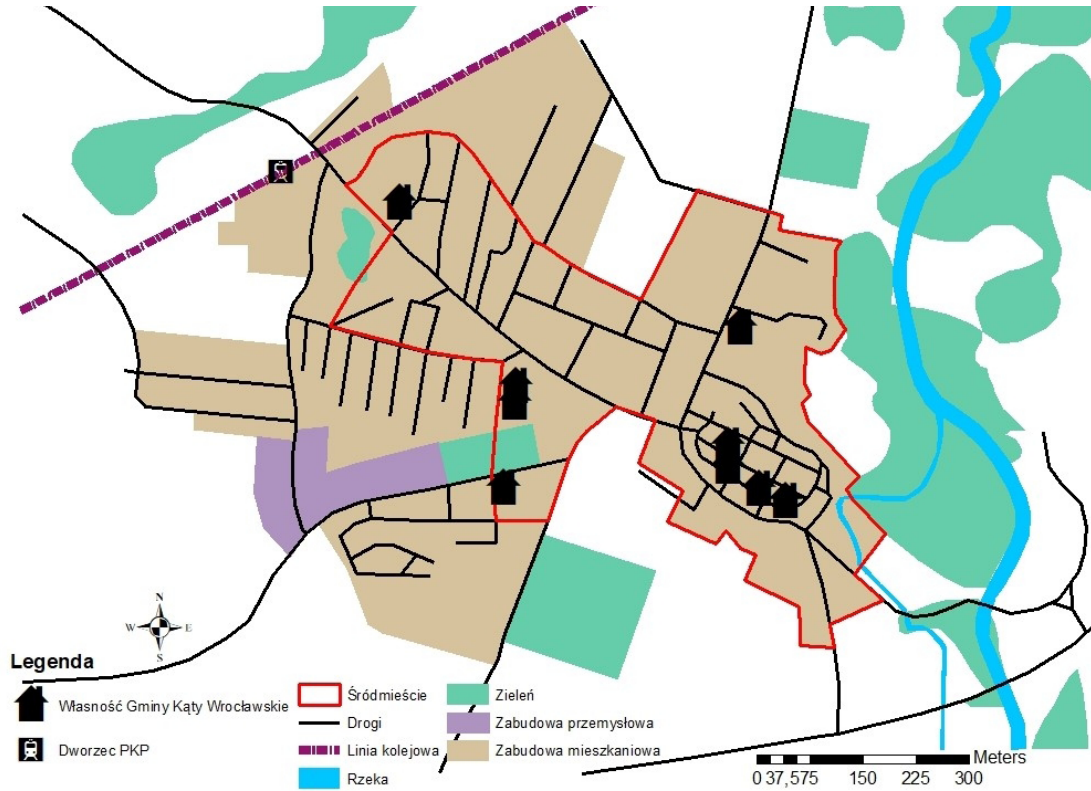 N
W E
S
Legenda
Własność Gminy Kąty Wrocławskie
Dworzec PKP
Śródmieście
Drogi
Linia kolejowa
Rzeka
Zieleń
Zabudowa przemysłowa
Zabudowa mieszkaniowa
Meters
0 37,575 150 225 300